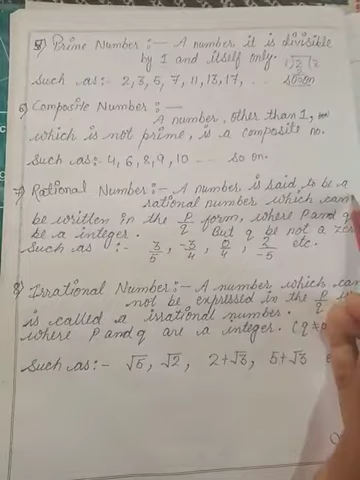 5) Prime Number :- A number it is divisible
by 1 and itself only.
Such as :- 2, 3, 5, 7, 11, 13, 17, .. so on
6) Composite Number :-
A number, other than 1,
which is not prime, is a composite no.
Such as :- 4, 6, 8, 9, 10 --- so on.
7) Rational Number :- A number is said to be a
rational number which can
be written in the p/q form, where p and q
be a integer. But q be not a
Such as :- 3/5, -3/4, 0/4, 2/-5 etc.
8) Irrational Number :- A number which can
not be expressed in the p/q
is called a irrational number.
where p and q are a integer. (q ≠ 0
Such as :- √5, √2, 2+√3, 5+√3